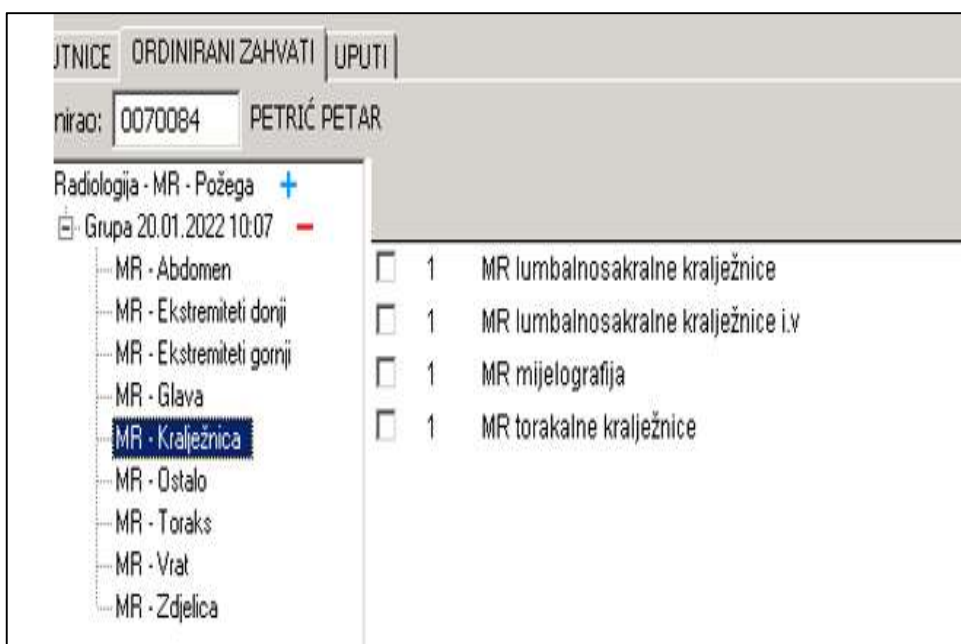 UTNICE ORDINIRANI ZAHVATI UPUTI
nirao: 0070084 PETRIĆ PETAR
Radiologija - MR - Požega +
Grupa 20.01.2022 10:07 −
MR - Abdomen
MR - Ekstremiteti donji
MR - Ekstremiteti gornji
MR - Glava
MR - Kralježnica
MR - Ostalo
MR - Toraks
MR - Vrat
MR - Zdjelica
1 MR lumbalnosakralne kralježnice
1 MR lumbalnosakralne kralježnice i.v
1 MR mijelografija
1 MR torakalne kralježnice